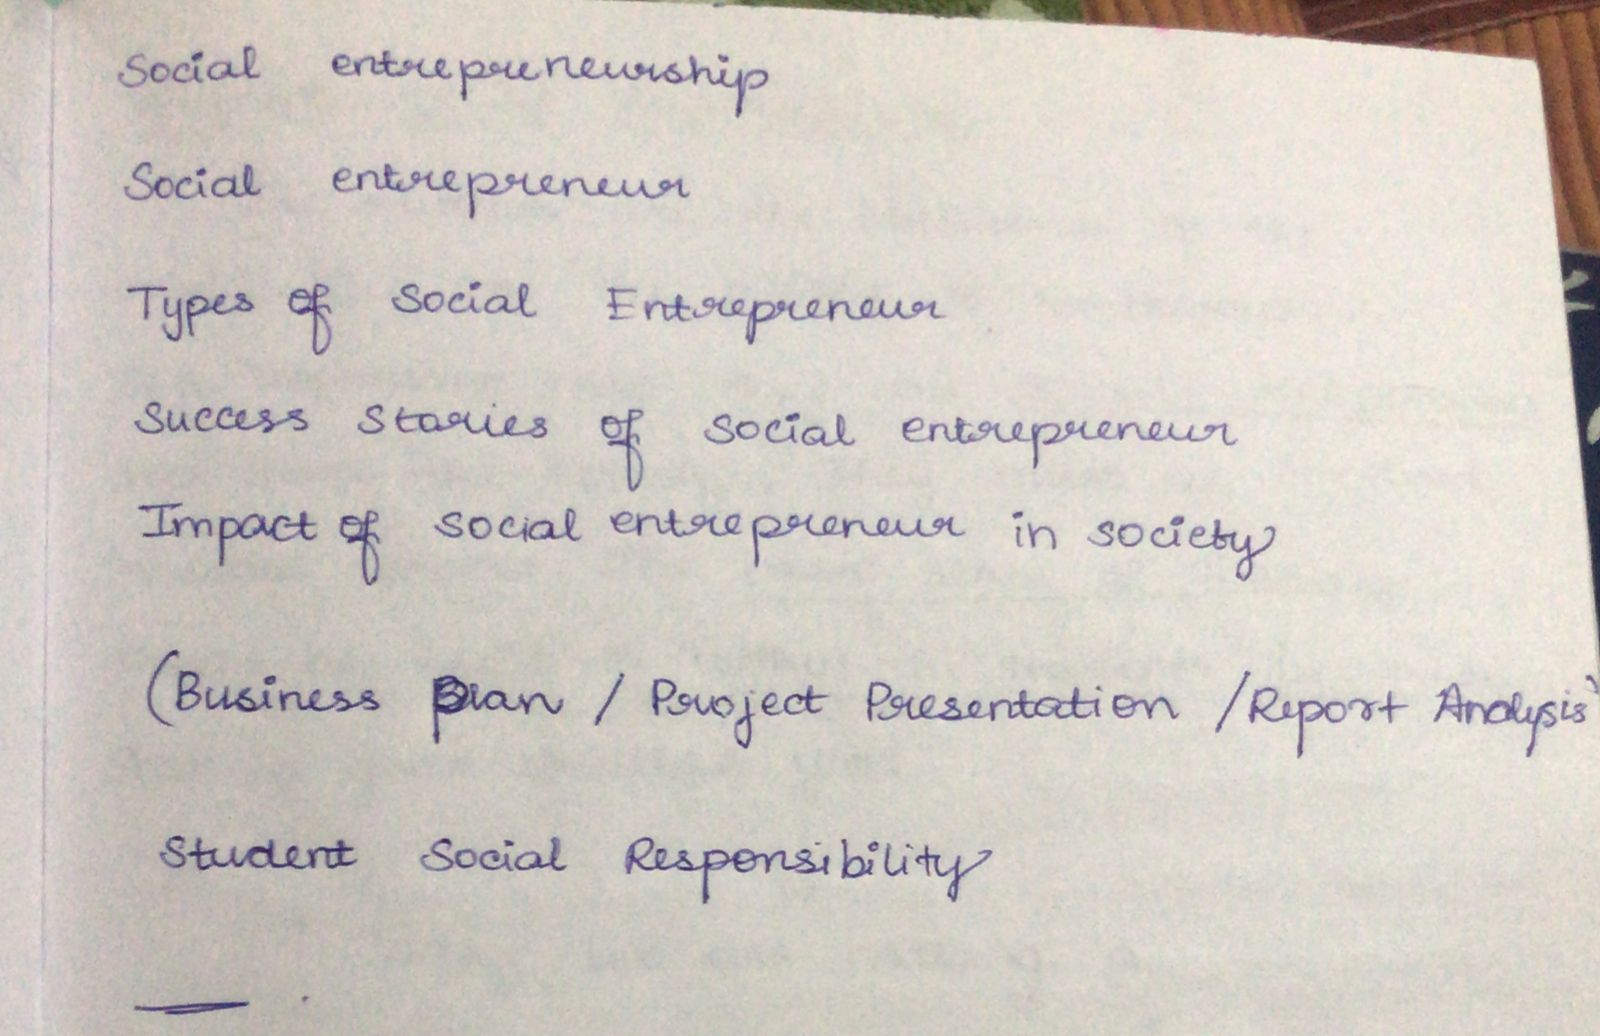 Social entrepreneurship
Social entrepreneur
Types of Social Entrepreneur
Success Stories of Social entrepreneur
Impact of social entrepreneur in society
(Business Plan / Project Presentation / Report Analysis)
Student Social Responsibility